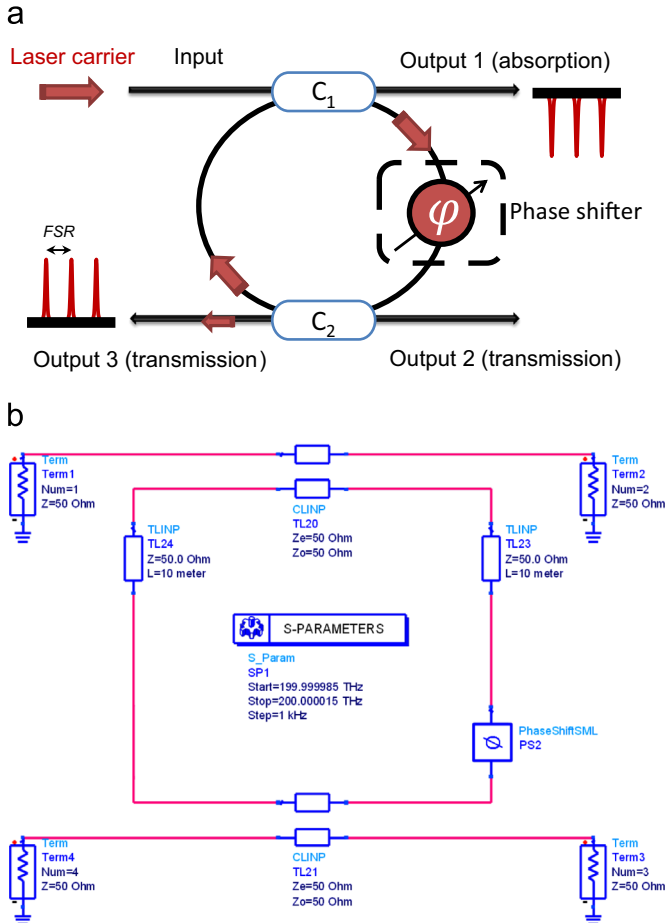 a
Laser carrier
Input
Output 1 (absorption)
C1
φ
Phase shifter
FSR
C2
Output 3 (transmission)
Output 2 (transmission)
b
Term
Term1
Num=1
Z=50 Ohm
Term
Term2
Num=2
Z=50 Ohm
CLINP
TL20
Ze=50 Ohm
Zo=50 Ohm
TLINP
TL24
Z=50.0 Ohm
L=10 meter
TLINP
TL23
Z=50.0 Ohm
L=10 meter
S-PARAMETERS
S_Param
SP1
Start=199.999985 THz
Stop=200.000015 THz
Step=1 kHz
Ø
PhaseShiftSML
PS2
Term
Term4
Num=4
Z=50 Ohm
CLINP
TL21
Ze=50 Ohm
Zo=50 Ohm
Term
Term3
Num=3
Z=50 Ohm